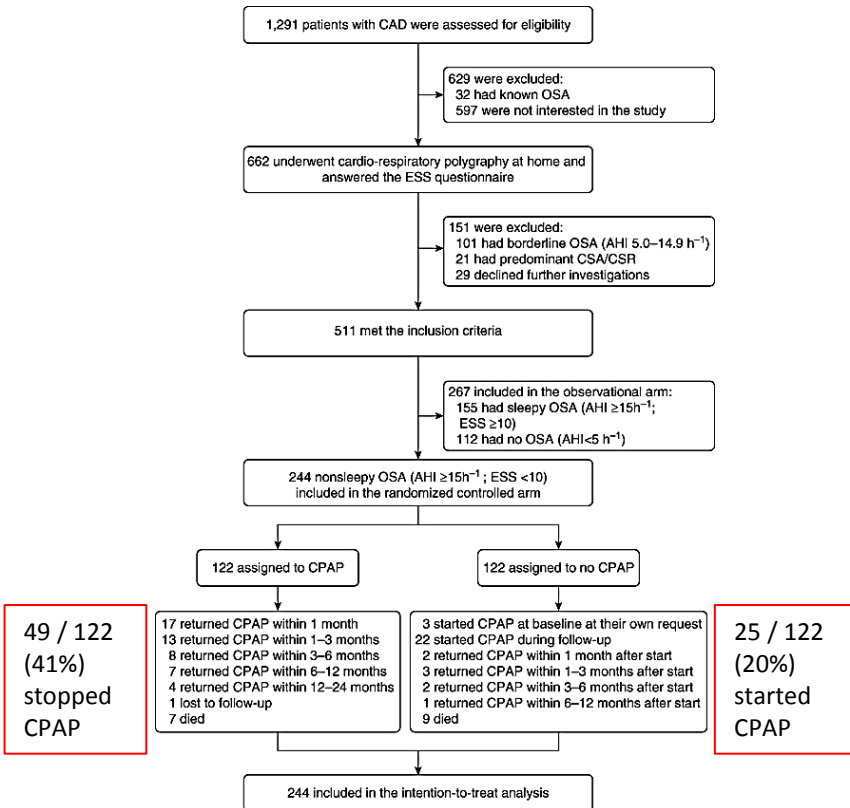 1,291 patients with CAD were assessed for eligibility
629 were excluded:
32 had known OSA
597 were not interested in the study
662 underwent cardio-respiratory polygraphy at home and
answered the ESS questionnaire
151 were excluded:
101 had borderline OSA (AHI 5.0–14.9 h⁻¹)
21 had predominant CSA/CSR
29 declined further investigations
511 met the inclusion criteria
267 included in the observational arm:
155 had sleepy OSA (AHI ≥15h⁻¹;
ESS ≥10)
112 had no OSA (AHI<5 h⁻¹)
244 nonsleepy OSA (AHI ≥15h⁻¹ ; ESS <10)
included in the randomized controlled arm
122 assigned to CPAP
122 assigned to no CPAP
49 / 122
(41%)
stopped
CPAP
17 returned CPAP within 1 month
13 returned CPAP within 1–3 months
8 returned CPAP within 3–6 months
7 returned CPAP within 6–12 months
4 returned CPAP within 12–24 months
1 lost to follow-up
7 died
3 started CPAP at baseline at their own request
22 started CPAP during follow-up
2 returned CPAP within 1 month after start
3 returned CPAP within 1–3 months after start
2 returned CPAP within 3–6 months after start
1 returned CPAP within 6–12 months after start
9 died
25 / 122
(20%)
started
CPAP
244 included in the intention-to-treat analysis